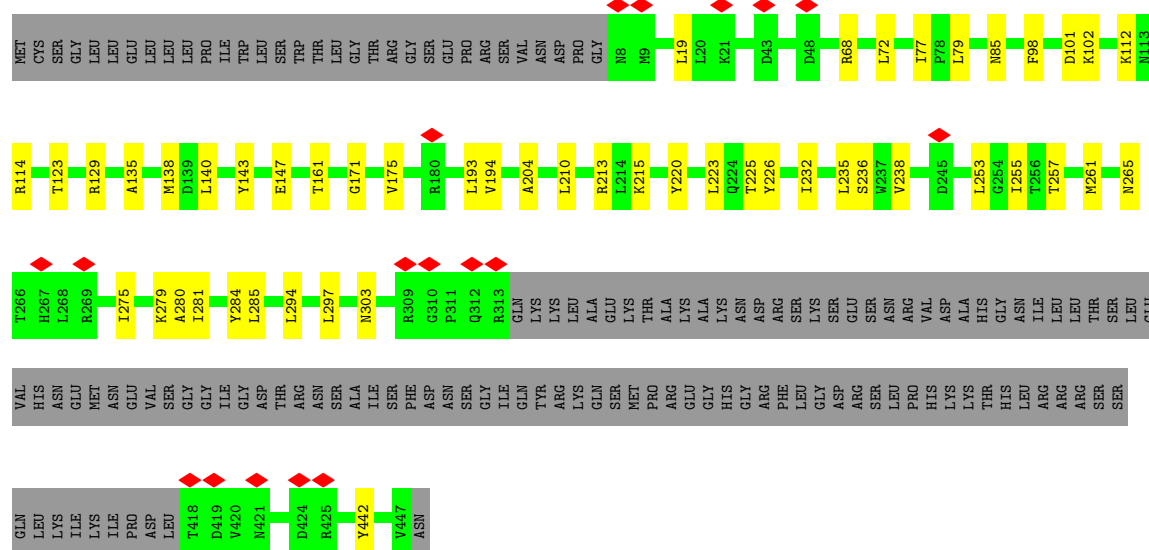 MET CYS SER GLY LEU LEU GLU LEU LEU LEU PRO ILE TRP LEU SER TRP THR LEU GLY THR ARG GLY SER GLU PRO ARG SER VAL ASN ASP PRO GLY N8 M9 L19 L20 K21 D43 D48 R68 L72 I77 P78 L79 N85 F98 D101 K102 K112 N113
R114 T123 R129 A135 M138 D139 L140 Y143 E147 T161 G171 V175 R180 L193 V194 A204 L210 R213 L214 K215 Y220 L223 Q224 T225 Y226 I232 L235 S236 W237 V238 D245 L253 G254 I255 T256 T257 M261 N265
T266 H267 L268 R269 I275 K279 A280 I281 Y284 L285 L294 L297 N303 R309 G310 P311 Q312 R313 GLN LYS LYS LEU ALA GLU LYS THR ALA LYS ALA LYS ASN ASP ARG SER LYS SER GLU SER SER ASN ARG VAL ASP ALA HIS GLY ASN ILE LEU LEU THR SER LEU GLU
VAL HIS ASN GLU MET ASN GLU VAL SER GLY GLY ILE GLY ASP THR ARG ASN SER ALA ILE SER PHE ASP ASN SER GLY ILE GLN TYR ARG LYS GLN SER MET PRO ARG GLU GLY HIS GLY ARG PHE LEU GLY ASP ARG SER LEU PRO HIS LYS LYS THR HIS LEU ARG ARG ARG SER SER
GLN LEU LYS ILE LYS ILE PRO ASP LEU T418 D419 V420 N421 D424 R425 Y442 V447 ASN